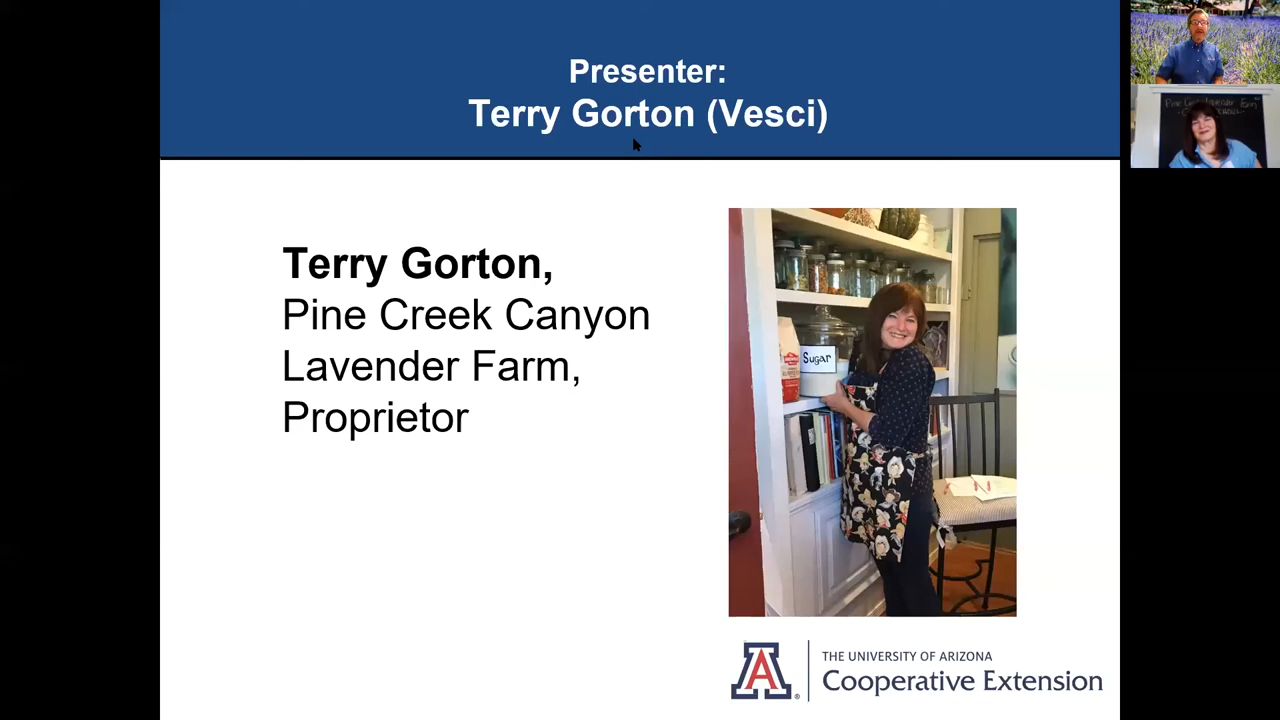 Presenter:
Terry Gorton (Vesci)
Terry Gorton,
Pine Creek Canyon
Lavender Farm,
Proprietor
Sugar
A
THE UNIVERSITY OF ARIZONA
Cooperative Extension